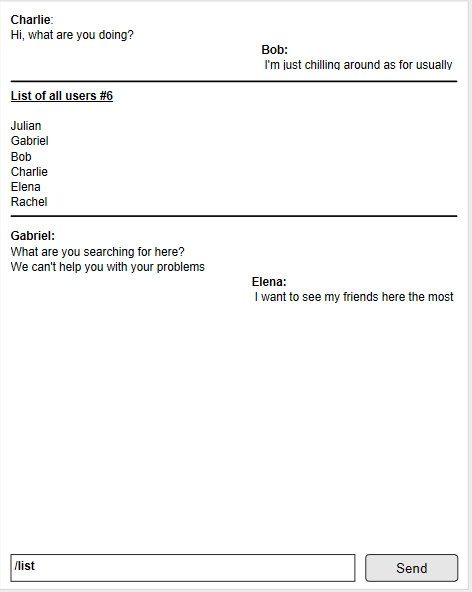 Charlie:
Hi, what are you doing?
Bob:
I'm just chilling around as for usually
List of all users #6
Julian
Gabriel
Bob
Charlie
Elena
Rachel
Gabriel:
What are you searching for here?
We can't help you with your problems
Elena:
I want to see my friends here the most
/list
Send